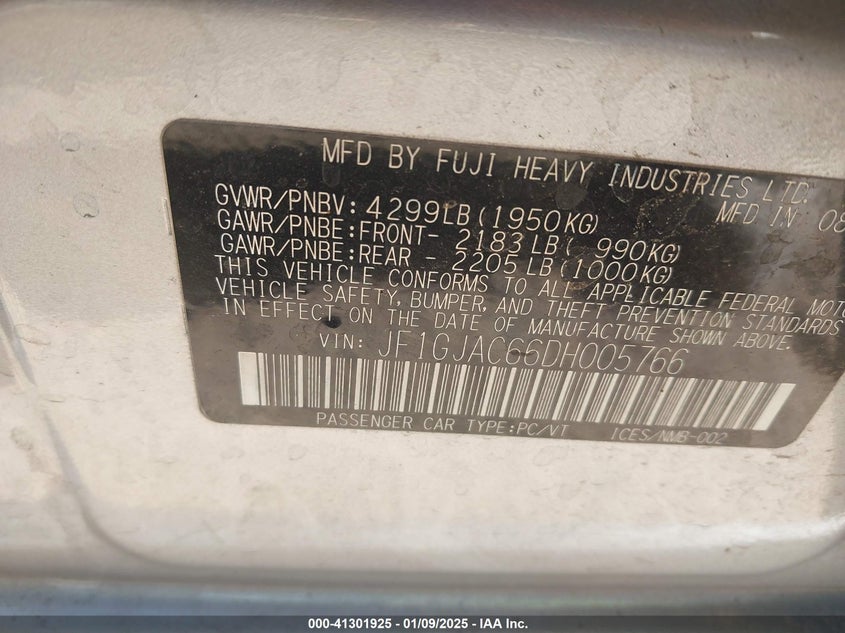 MFD BY FUJI HEAVY INDUSTRIES LTD.
MFD IN 08
GVWR/PNBV: 4299LB(1950KG)
GAWR/PNBE:FRONT- 2183LB( 990KG)
GAWR/PNBE:REAR - 2205LB(1000KG)
THIS VEHICLE CONFORMS TO ALL APPLICABLE FEDERAL MOTO
VEHICLE SAFETY, BUMPER, AND THEFT PREVENTION STANDARDS
IN EFFECT ON THE DATE OF MANUFACTURE SHOWN ABOVE.
VIN: JF1GJAC66DH005766
PASSENGER CAR TYPE:PC/VT ICES/NMB-002
000-41301925 - 01/09/2025 - IAA Inc.